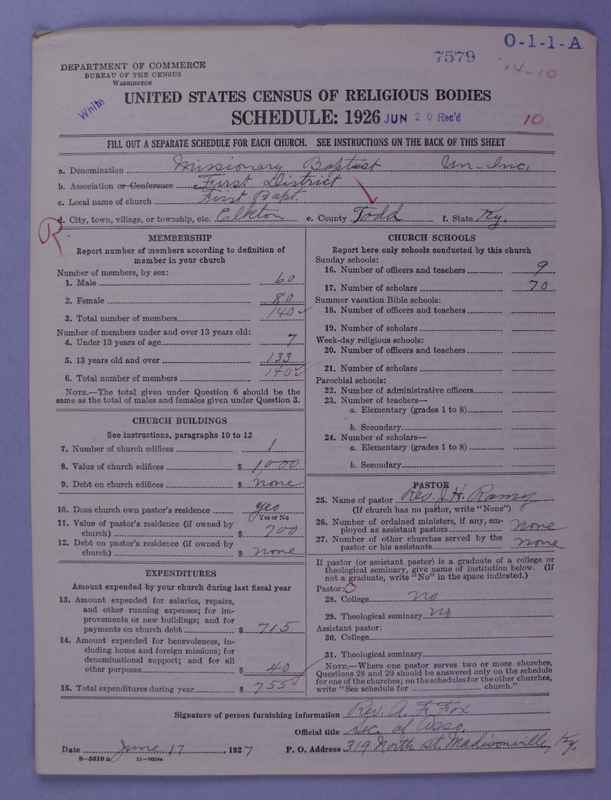 7579
O-1-1-A
DEPARTMENT OF COMMERCE
BUREAU OF THE CENSUS
WASHINGTON
14-10
White
UNITED STATES CENSUS OF RELIGIOUS BODIES
SCHEDULE: 1926 JUN 20 Rec'd
10
FILL OUT A SEPARATE SCHEDULE FOR EACH CHURCH. SEE INSTRUCTIONS ON THE BACK OF THIS SHEET
a. Denomination Missionary Baptist Un-Inc.
b. Association or Conference First District
c. Local name of church First Bapt.
d. City, town, village, or township, etc. Elkton e. County Todd f. State Ky.
R.
MEMBERSHIP
Report number of members according to definition of
member in your church
Number of members, by sex:
1. Male 60
2. Female 80
3. Total number of members 140
Number of members under and over 13 years old:
4. Under 13 years of age 7
5. 13 years old and over 133
6. Total number of members 140
NOTE.—The total given under Question 6 should be
same as the total of males and females given under Question 3.
CHURCH BUILDINGS
See instructions, paragraphs 10 to 12
7. Number of church edifices 1
8. Value of church edifices $ 1,000
9. Debt on church edifices $ none
10. Does church own pastor's residence yes
Yes or No
11. Value of pastor's residence (if owned by
church) $ 700
12. Debt on pastor's residence (if owned by
church) $ none
EXPENDITURES
Amount expended by your church during last fiscal year
13. Amount expended for salaries, repairs,
and other running expenses; for im-
provements or new buildings; and for
payments on church debt $ 715
14. Amount expended for benevolences, in-
cluding home and foreign missions; for
denominational support; and for all
other purposes $ 40
15. Total expenditures during year $ 755
CHURCH SCHOOLS
Report here only schools conducted by this church
Sunday schools:
16. Number of officers and teachers 9
17. Number of scholars 70
Summer vacation Bible schools:
18. Number of officers and teachers
19. Number of scholars
Week-day religious schools:
20. Number of officers and teachers
21. Number of scholars
Parochial schools:
22. Number of administrative officers
23. Number of teachers—
a. Elementary (grades 1 to 8)
b. Secondary
24. Number of scholars—
a. Elementary (grades 1 to 8)
b. Secondary
PASTOR
25. Name of pastor Rev. J. H. Ramsy
(If church has no pastor, write "None")
26. Number of ordained ministers, if any, em-
ployed as assistant pastors none
27. Number of other churches served by the
pastor or his assistants none
If pastor (or assistant pastor) is a graduate of a college or
theological seminary, give name of institution below. (If
not a graduate, write "No" in the space indicated.)
Pastor: O
28. College no
29. Theological seminary no
Assistant pastor:
30. College
31. Theological seminary
NOTE.—Where one pastor serves two or more churches,
Questions 28 and 29 should be answered only on the schedule
for one of the churches; on the schedules for the other churches,
write "See schedule for church."
Signature of person furnishing information Rev. A. F. Fox
Official title Sec. of Asso.
Date June 17, 1927 P. O. Address 319 North st. Madisonville, Ky.